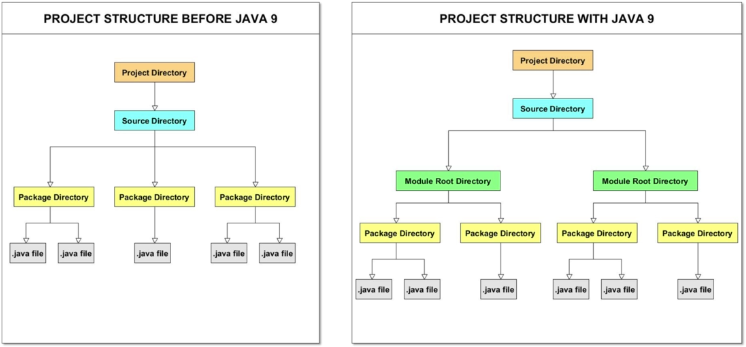 PROJECT STRUCTURE BEFORE JAVA 9
Project Directory
Source Directory
Package Directory
Package Directory
Package Directory
.java file
.java file
.java file
.java file
.java file
PROJECT STRUCTURE WITH JAVA 9
Project Directory
Source Directory
Module Root Directory
Module Root Directory
Package Directory
Package Directory
Package Directory
Package Directory
.java file
.java file
.java file
.java file
.java file
.java file